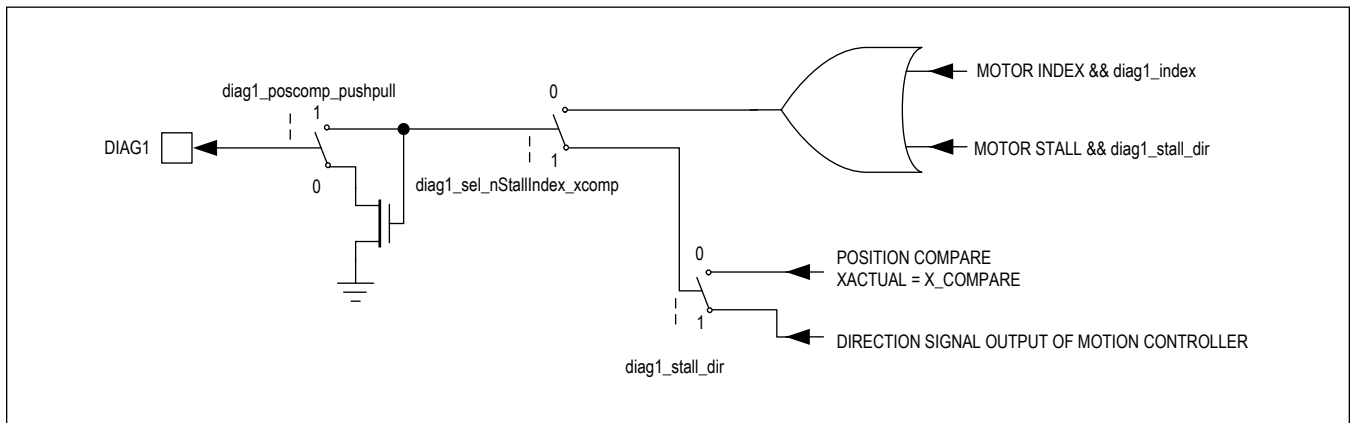 0
MOTOR INDEX && diag1_index
diag1_poscomp_pushpull
1
DIAG1
MOTOR STALL && diag1_stall_dir
1
0
diag1_sel_nStallIndex_xcomp
0
POSITION COMPARE
XACTUAL = X_COMPARE
1
DIRECTION SIGNAL OUTPUT OF MOTION CONTROLLER
diag1_stall_dir